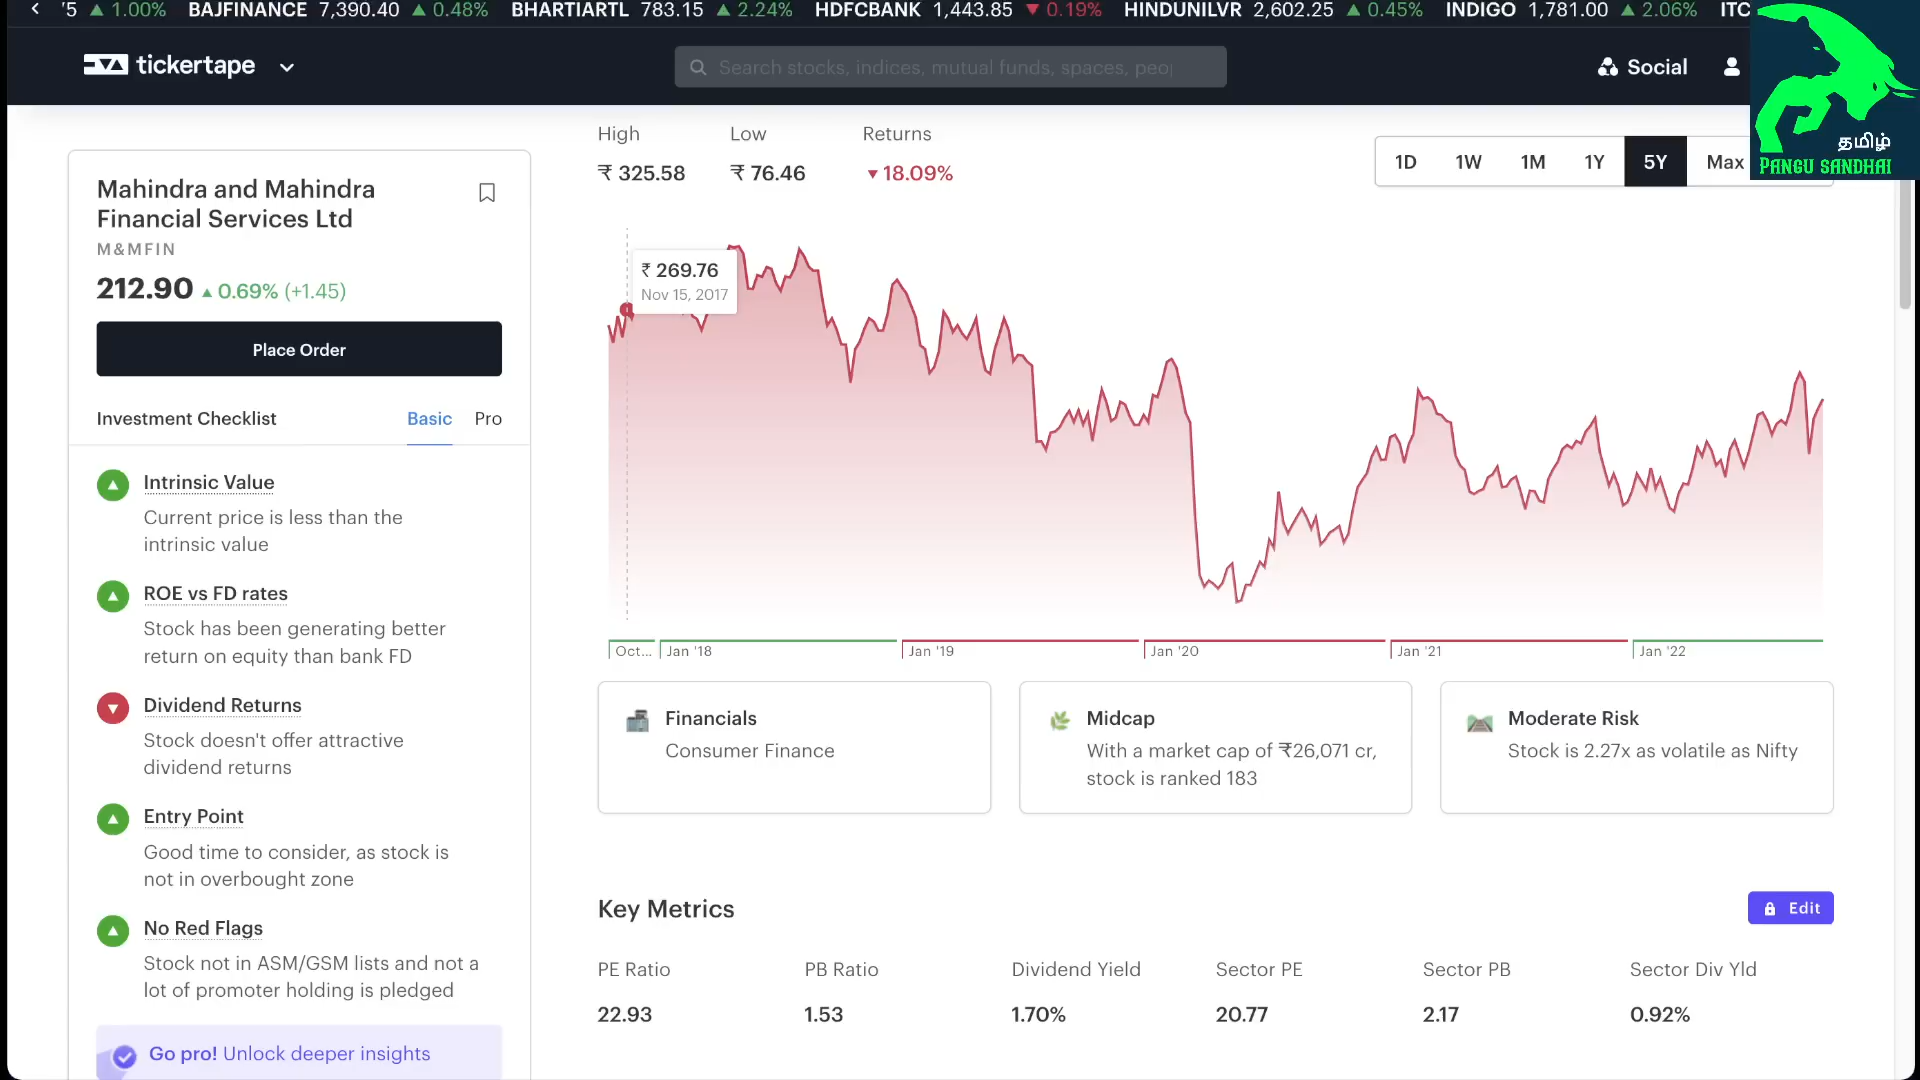 '5 ▲ 1.00% BAJFINANCE 7,390.40 ▲ 0.48% BHARTIARTL 783.15 ▲ 2.24% HDFCBANK 1,443.85 ▼ 0.19% HINDUNILVR 2,602.25 ▲ 0.45% INDIGO 1,781.00 ▲ 2.06% ITC
tickertape
Search stocks, indices, mutual funds, spaces, peo
Social
தமிழ்
PANGU SANDHAI
Mahindra and Mahindra
Financial Services Ltd
M&MFIN
212.90 ▲ 0.69% (+1.45)
Place Order
Investment Checklist Basic Pro
Intrinsic Value
Current price is less than the
intrinsic value
ROE vs FD rates
Stock has been generating better
return on equity than bank FD
Dividend Returns
Stock doesn't offer attractive
dividend returns
Entry Point
Good time to consider, as stock is
not in overbought zone
No Red Flags
Stock not in ASM/GSM lists and not a
lot of promoter holding is pledged
Go pro! Unlock deeper insights
High Low Returns
₹ 325.58 ₹ 76.46 ▼ 18.09%
1D 1W 1M 1Y 5Y Max
₹ 269.76
Nov 15, 2017
Oct... Jan '18 Jan '19 Jan '20 Jan '21 Jan '22
Financials
Consumer Finance
Midcap
With a market cap of ₹26,071 cr,
stock is ranked 183
Moderate Risk
Stock is 2.27x as volatile as Nifty
Key Metrics
Edit
PE Ratio PB Ratio Dividend Yield Sector PE Sector PB Sector Div Yld
22.93 1.53 1.70% 20.77 2.17 0.92%